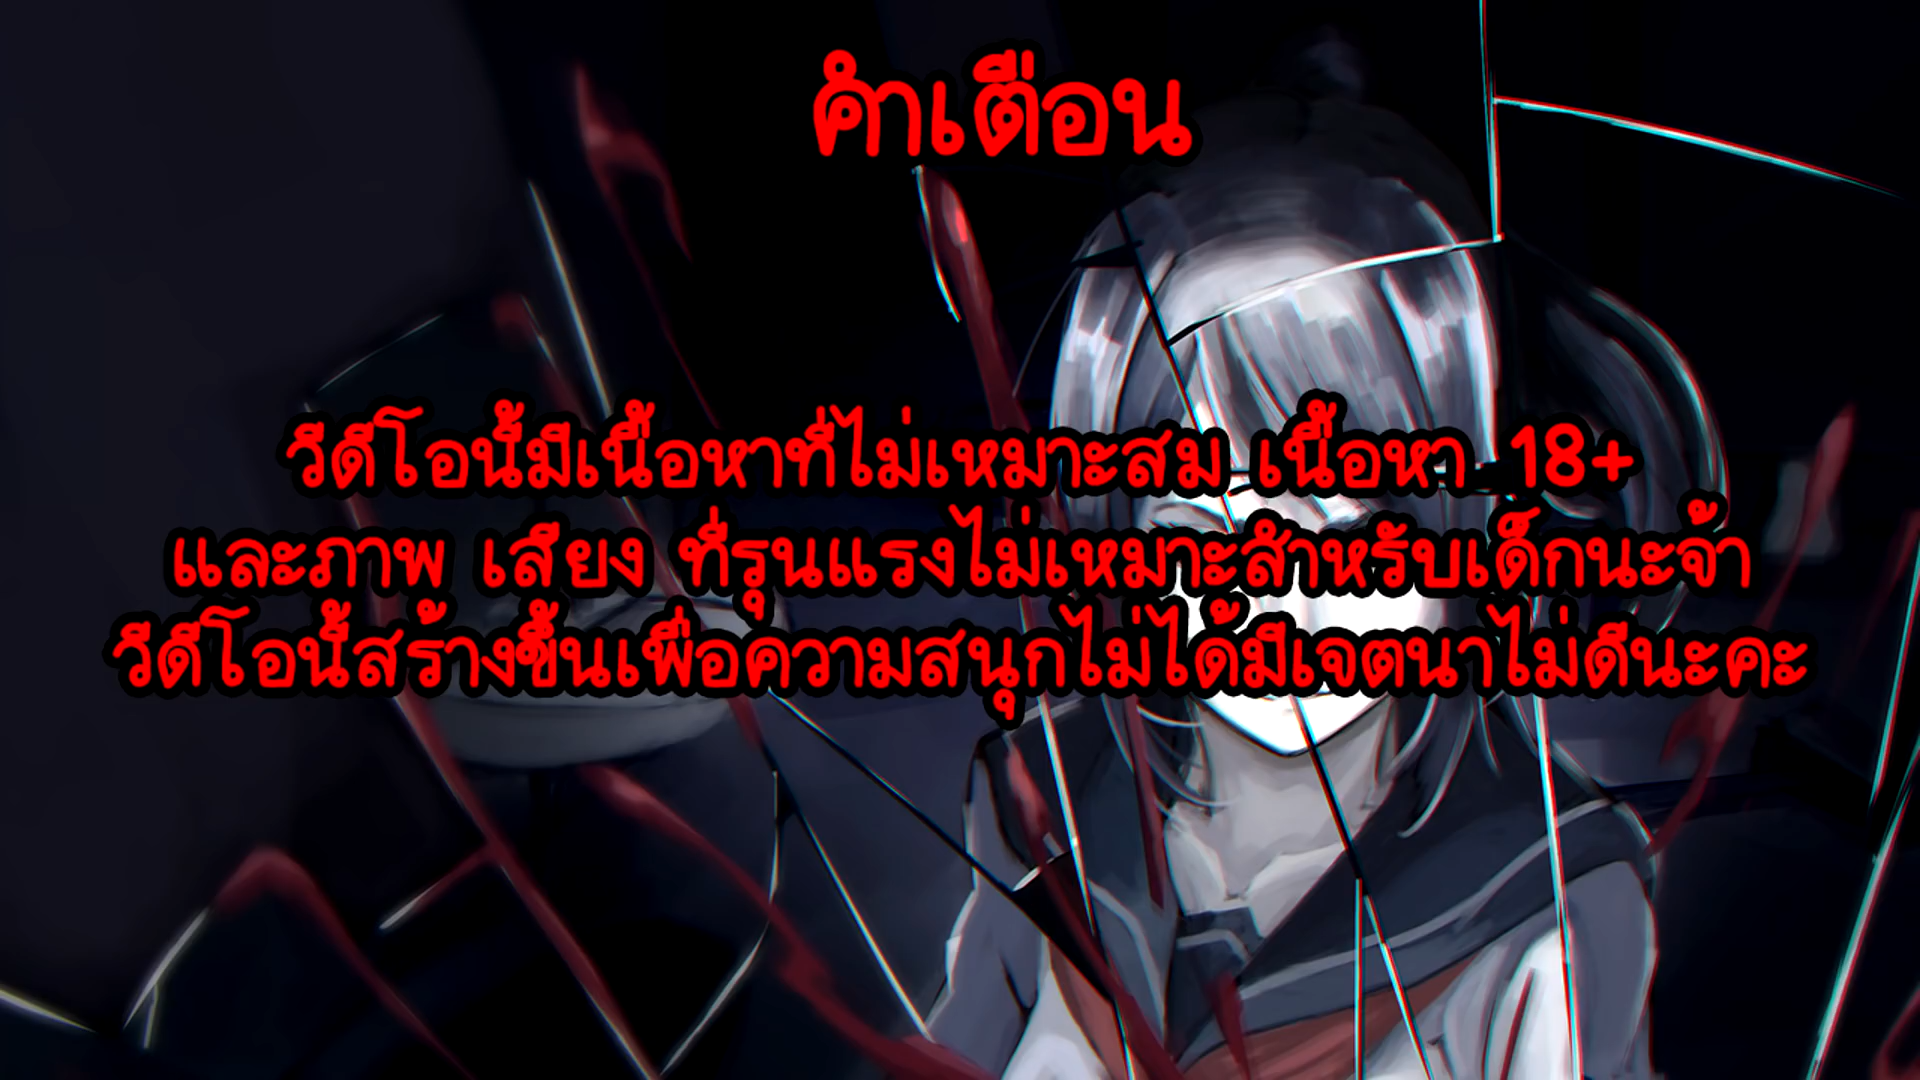 คำเตือน
วีดีโอนี้มีเนื้อหาที่ไม่เหมาะสม เนื้อหา 18+
และภาพ เสียง ที่รุนแรงไม่เหมาะสำหรับเด็กนะจ้า
วีดีโอนี้สร้างขึ้นเพื่อความสนุกไม่ได้มีเจตนาไม่ดีนะคะ